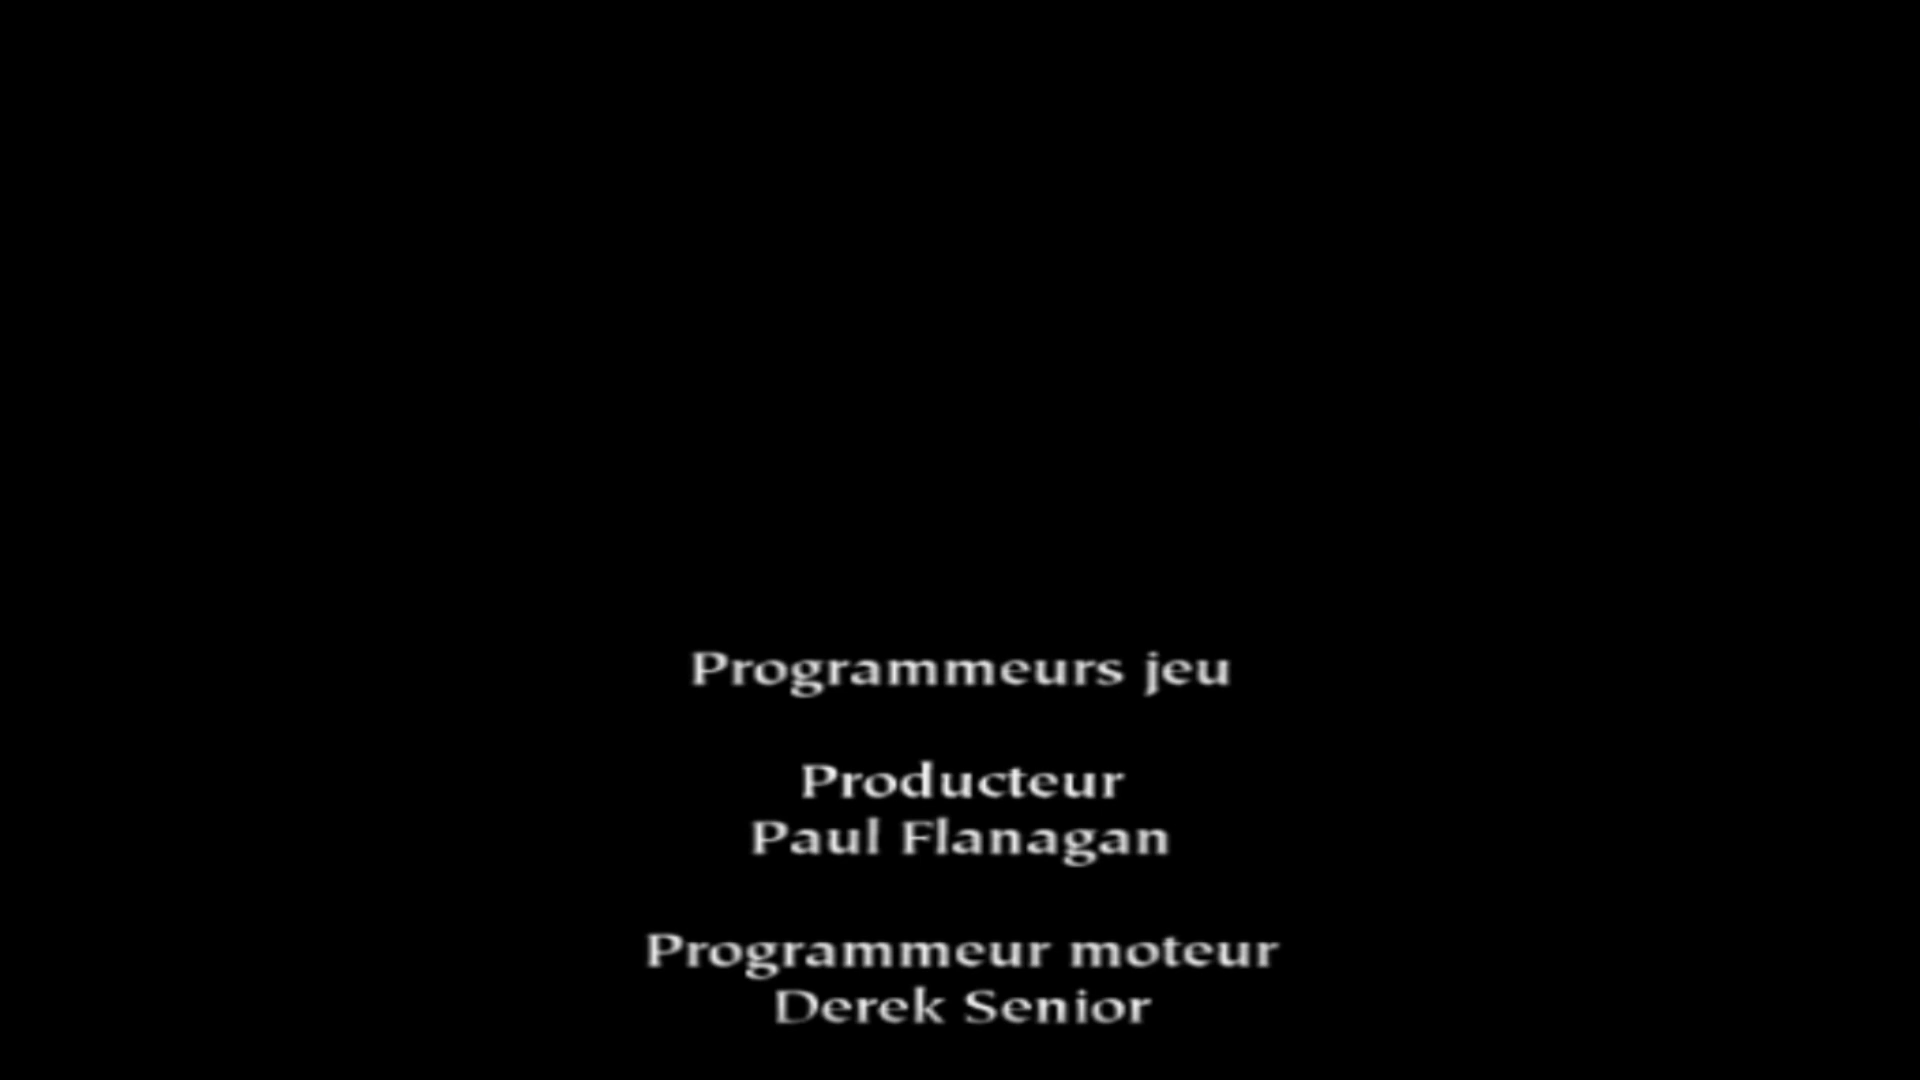 Programmeurs jeu
Producteur
Paul Flanagan
Programmeur moteur
Derek Senior